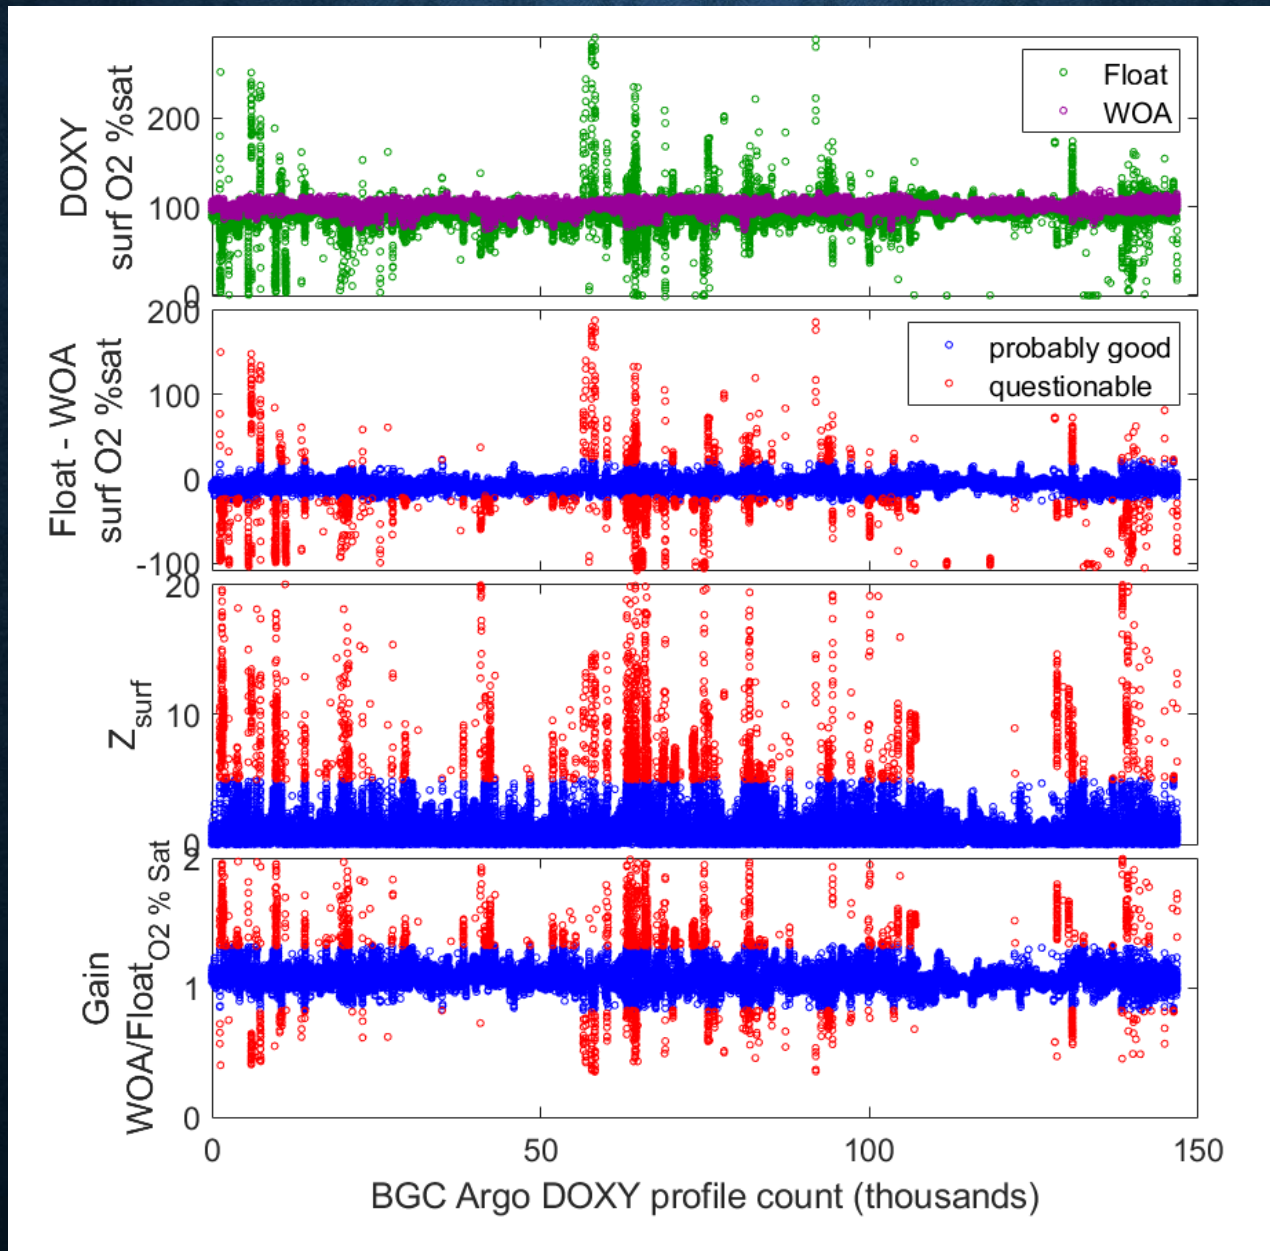 DOXY
surf O2 %sat
200
100
0
Float
WOA
Float - WOA
surf O2 %sat
200
100
0
-100
probably good
questionable
Zsurf
20
10
0
Gain
WOA/FloatO2 % Sat
2
1
0
0 50 100 150
BGC Argo DOXY profile count (thousands)